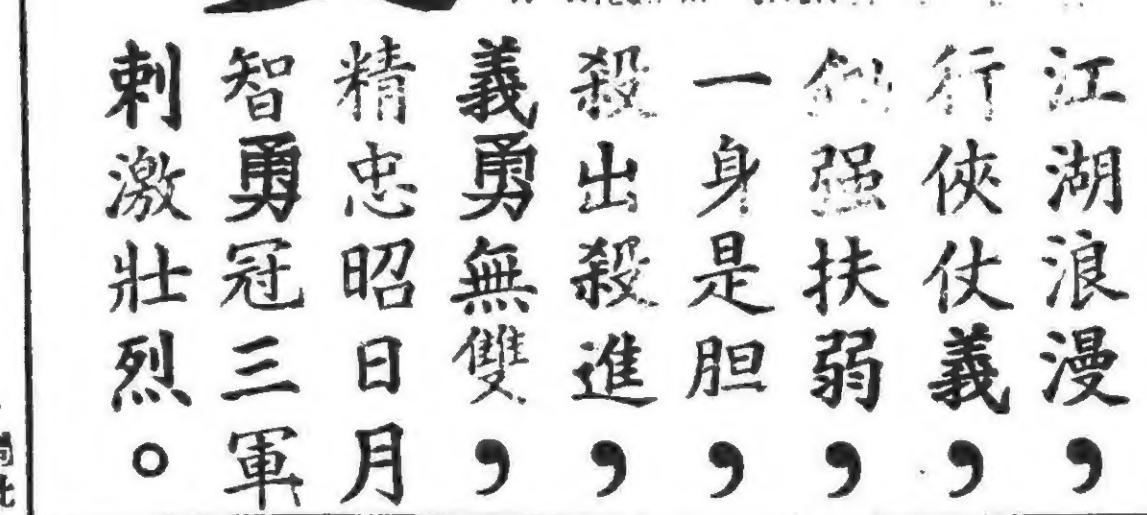 江湖浪漫，
行俠仗義，
鋤强扶弱，
一身是胆，
殺出殺進，
義勇無雙，
精忠昭日月
智勇冠三軍
刺激壯烈。